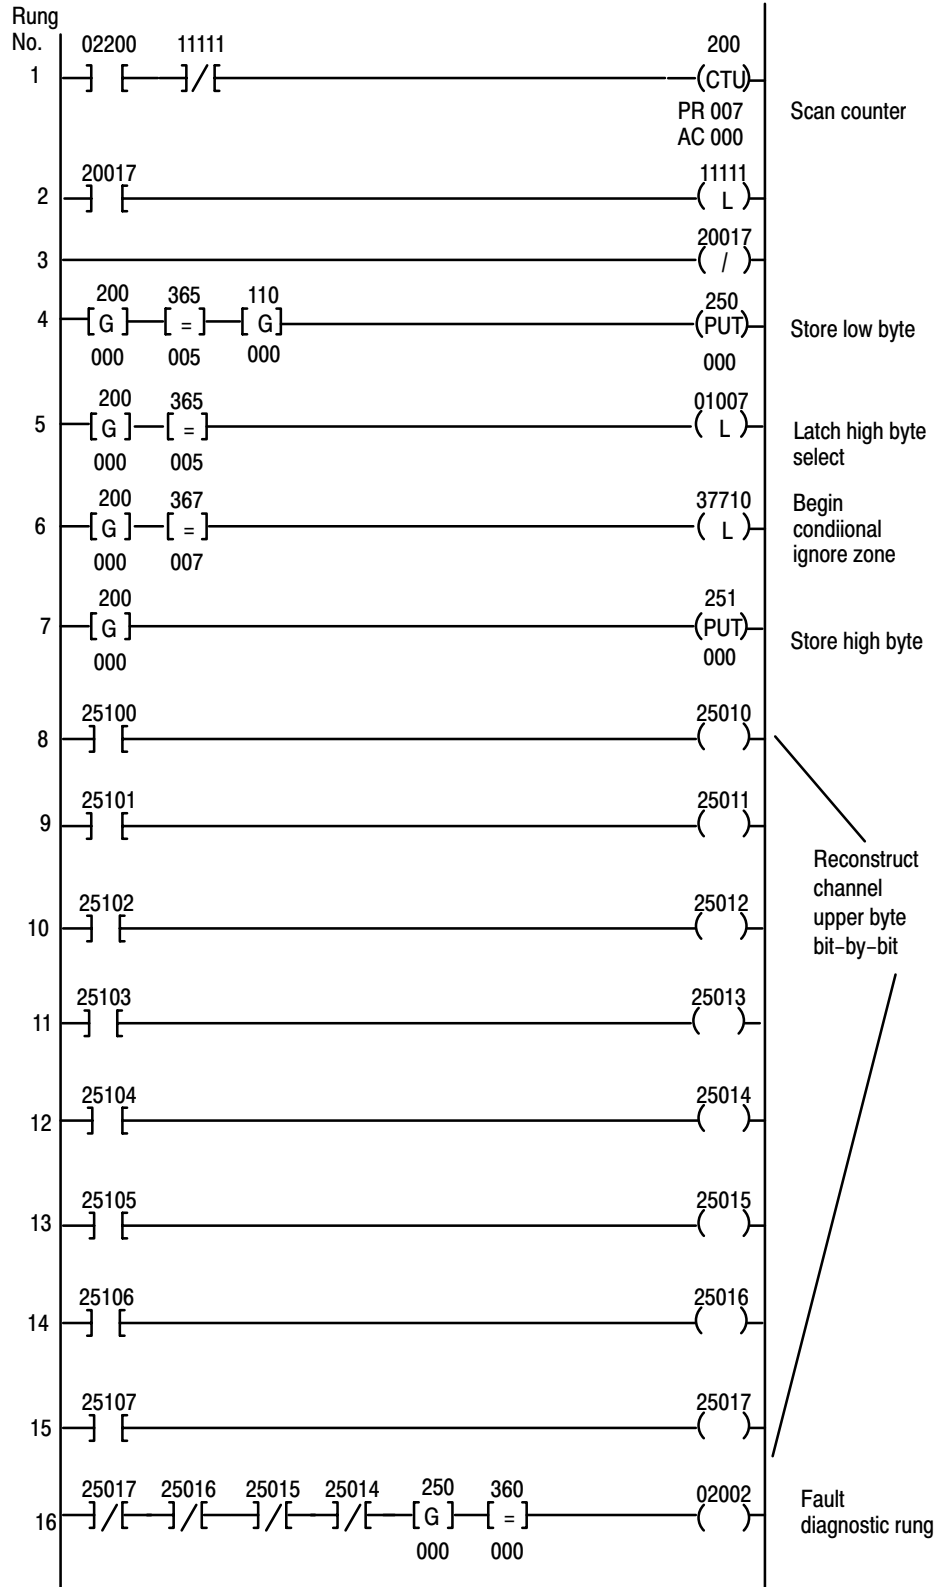 Rung
No.
02200 11111 200
1 ] [ ]/[ (CTU)
PR 007
AC 000
Scan counter
20017 11111
2 ] [ ( L )
20017
3 ( / )
200 365 110 250
4 [ G ] [ = ] [ G ] (PUT) Store low byte
000 005 000 000
200 365 01007
5 [ G ] [ = ] ( L ) Latch high byte
000 005 select
200 367 37710 Begin
6 [ G ] [ = ] ( L ) condiional
000 007 ignore zone
200 251
7 [ G ] (PUT) Store high byte
000 000
25100 25010
8 ] [ ( )
25101 25011
9 ] [ ( )
Reconstruct
channel
upper byte
bit-by-bit
25102 25012
10 ] [ ( )
25103 25013
11 ] [ ( )
25104 25014
12 ] [ ( )
25105 25015
13 ] [ ( )
25106 25016
14 ] [ ( )
25107 25017
15 ] [ ( )
25017 25016 25015 25014 250 360 02002 Fault
16 ]/[ ]/[ ]/[ ]/[ [ G ] [ = ] ( ) diagnostic rung
000 000